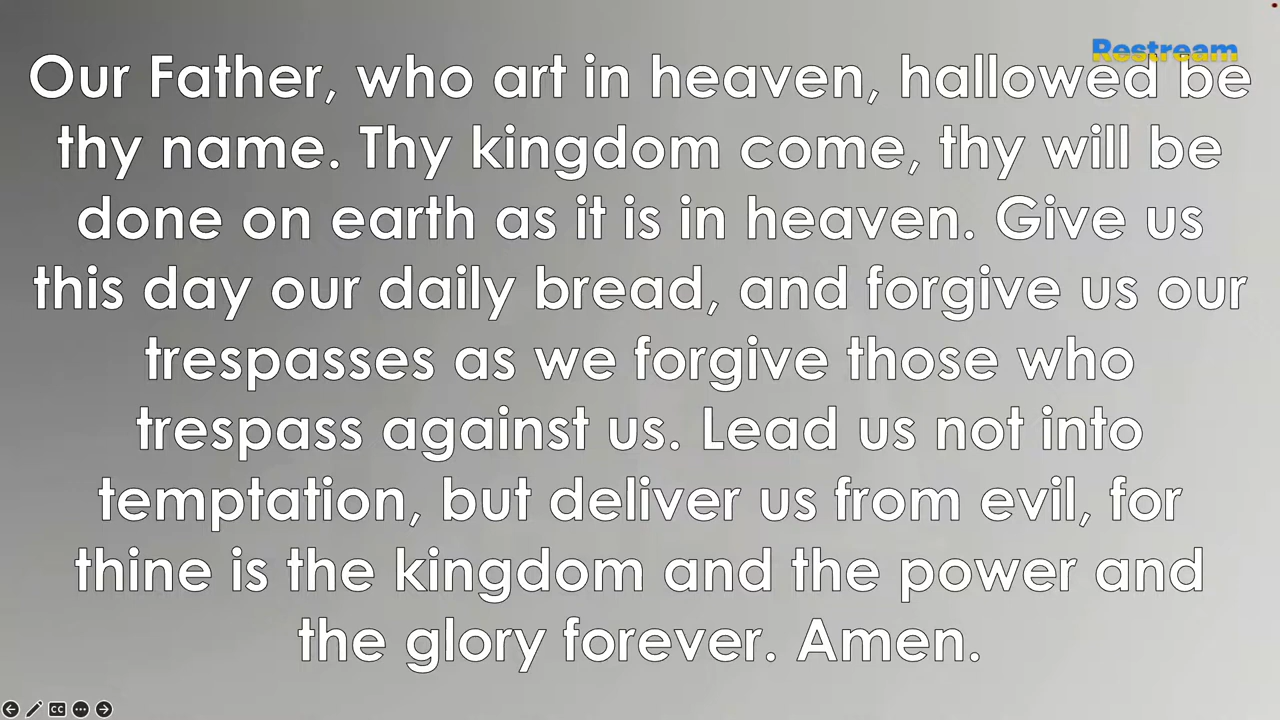 Restream
Our Father, who art in heaven, hallowed be
thy name. Thy kingdom come, thy will be
done on earth as it is in heaven. Give us
this day our daily bread, and forgive us our
trespasses as we forgive those who
trespass against us. Lead us not into
temptation, but deliver us from evil, for
thine is the kingdom and the power and
the glory forever. Amen.
CC